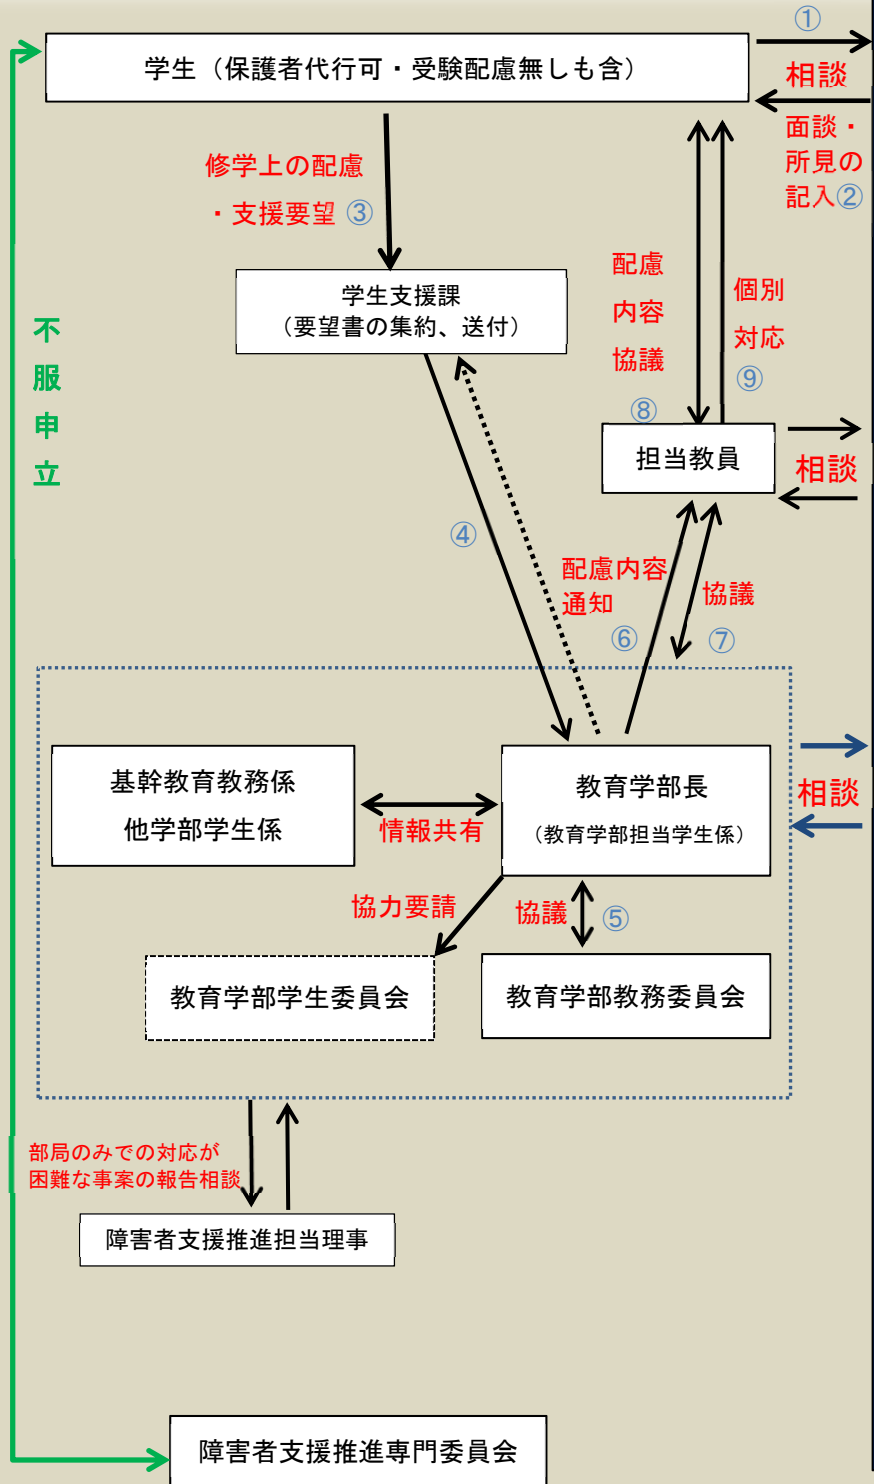 ①
学生（保護者代行可・受験配慮無しも含）
相談
面談・
所見の
記入②
修学上の配慮
・支援要望 ③
学生支援課
（要望書の集約、送付）
配慮
内容
協議
⑧
個別
対応
⑨
不
服
申
立
担当教員
相談
④
配慮内容
通知
⑥
協議
⑦
基幹教育教務係
他学部学生係
情報共有
教育学部長
（教育学部担当学生係）
相談
協力要請
協議
⑤
教育学部学生委員会
教育学部教務委員会
部局のみでの対応が
困難な事案の報告相談
障害者支援推進担当理事
障害者支援推進専門委員会